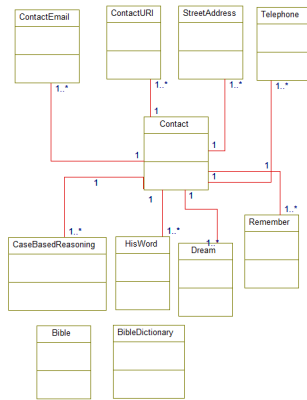 ContactEmail
ContactURI
StreetAddress
Telephone
1..*
1..*
1..*
1..*
1
Contact
1
1
1
1
1
1
1
1..*
1..*
1..*
1..*
CaseBasedReasoning
HisWord
Dream
Remember
Bible
BibleDictionary